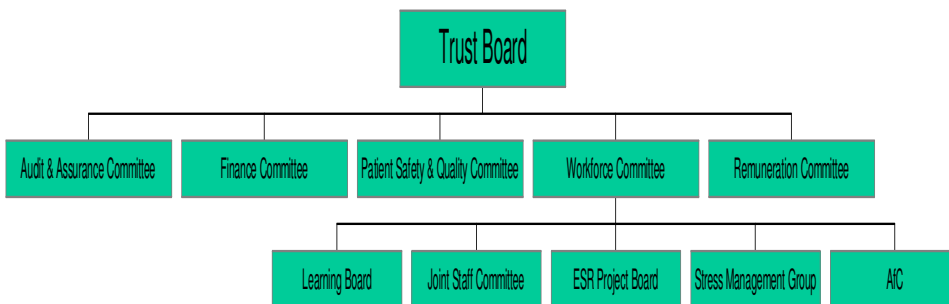 Trust Board
Audit & Assurance Committee
Finance Committee
Patient Safety & Quality Committee
Workforce Committee
Remuneration Committee
Learning Board
Joint Staff Committee
ESR Project Board
Stress Management Group
AfC